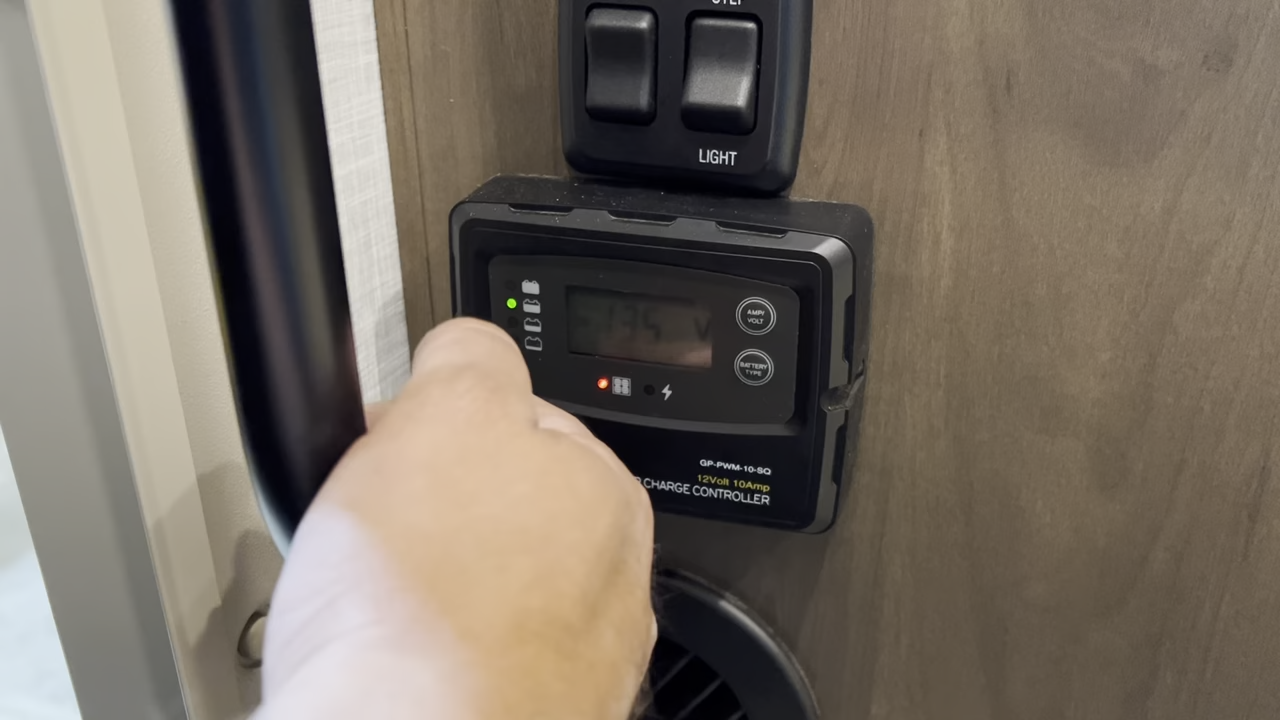 LIGHT
V
AMP/
VOLT
BATTERY
TYPE
GP-PWM-10-SQ
12Volt 10Amp
CHARGE CONTROLLER